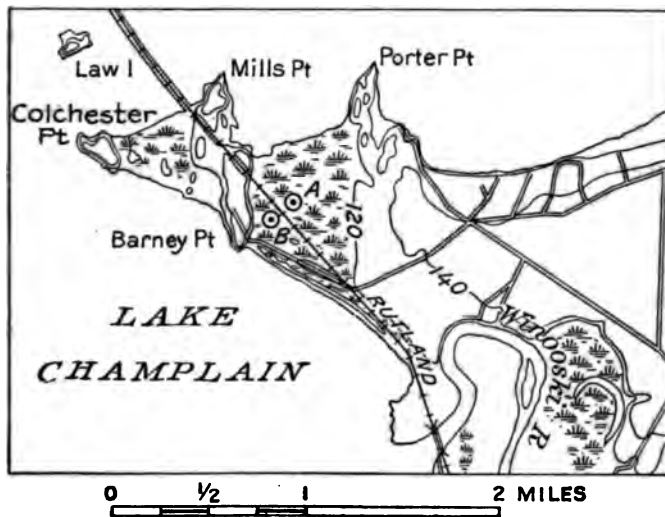 Law I
Mills Pt
Porter Pt
Colchester
Pt
A
B
120
Barney Pt
140
LAKE
CHAMPLAIN
RUTLAND
Winooski R
0 1/2 1 2 MILES